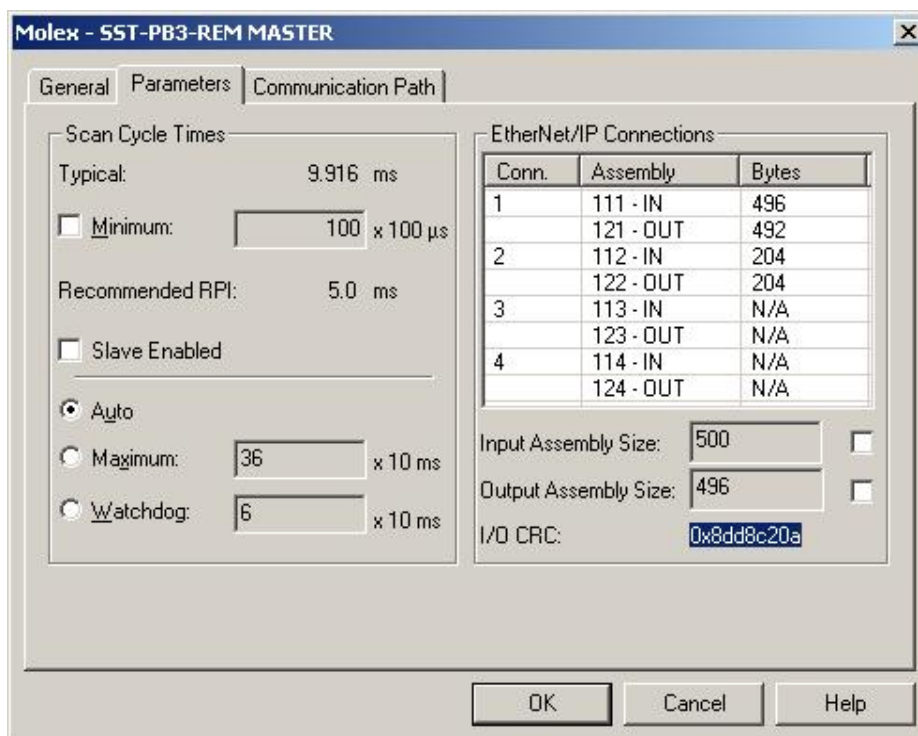 Molex - SST-PB3-REM MASTER
General Parameters Communication Path
Scan Cycle Times
Typical: 9.916 ms
Minimum: 100 x 100 µs
Recommended RPI: 5.0 ms
Slave Enabled
Auto
Maximum: 36 x 10 ms
Watchdog: 6 x 10 ms
EtherNet/IP Connections
Conn. Assembly Bytes
1 111 - IN 496
121 - OUT 492
2 112 - IN 204
122 - OUT 204
3 113 - IN N/A
123 - OUT N/A
4 114 - IN N/A
124 - OUT N/A
Input Assembly Size: 500
Output Assembly Size: 496
I/O CRC: 0x8dd8c20a
OK Cancel Help